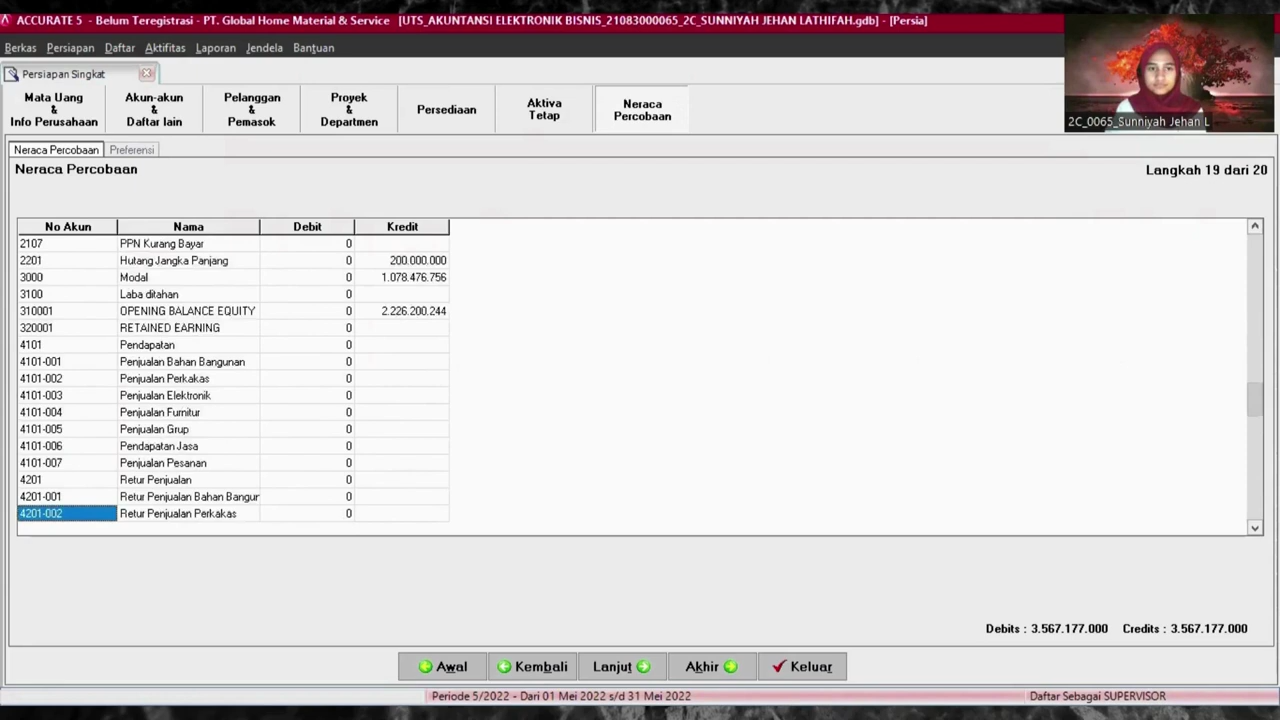 ACCURATE 5 - Belum Teregistrasi - PT. Global Home Material & Service [UTS_AKUNTANSI ELEKTRONIK BISNIS_21083000065_2C_SUNNIYAH JEHAN LATHIFAH.gdb] - [Persia)
Berkas Persiapan Daftar Aktifitas Laporan Jendela Bantuan
Persiapan Singkat
Mata Uang & Info Perusahaan
Akun-akun & Daftar lain
Pelanggan & Pemasok
Proyek & Departmen
Persediaan
Aktiva Tetap
Neraca Percobaan
2C_0065_Sunniyah Jehan L
Neraca Percobaan Preferensi
Neraca Percobaan Langkah 19 dari 20
No Akun Nama Debit Kredit
2107 PPN Kurang Bayar 0
2201 Hutang Jangka Panjang 0 200.000.000
3000 Modal 0 1.078.476.756
3100 Laba ditahan 0
310001 OPENING BALANCE EQUITY 0 2.226.200.244
320001 RETAINED EARNING 0
4101 Pendapatan 0
4101-001 Penjualan Bahan Bangunan 0
4101-002 Penjualan Perkakas 0
4101-003 Penjualan Elektronik 0
4101-004 Penjualan Furnitur 0
4101-005 Penjualan Grup 0
4101-006 Pendapatan Jasa 0
4101-007 Penjualan Pesanan 0
4201 Retur Penjualan 0
4201-001 Retur Penjualan Bahan Bangur 0
4201-002 Retur Penjualan Perkakas 0
Debits : 3.567.177.000 Credits : 3.567.177.000
Awal Kembali Lanjut Akhir Keluar
Periode 5/2022 - Dari 01 Mei 2022 s/d 31 Mei 2022 Daftar Sebagai SUPERVISOR